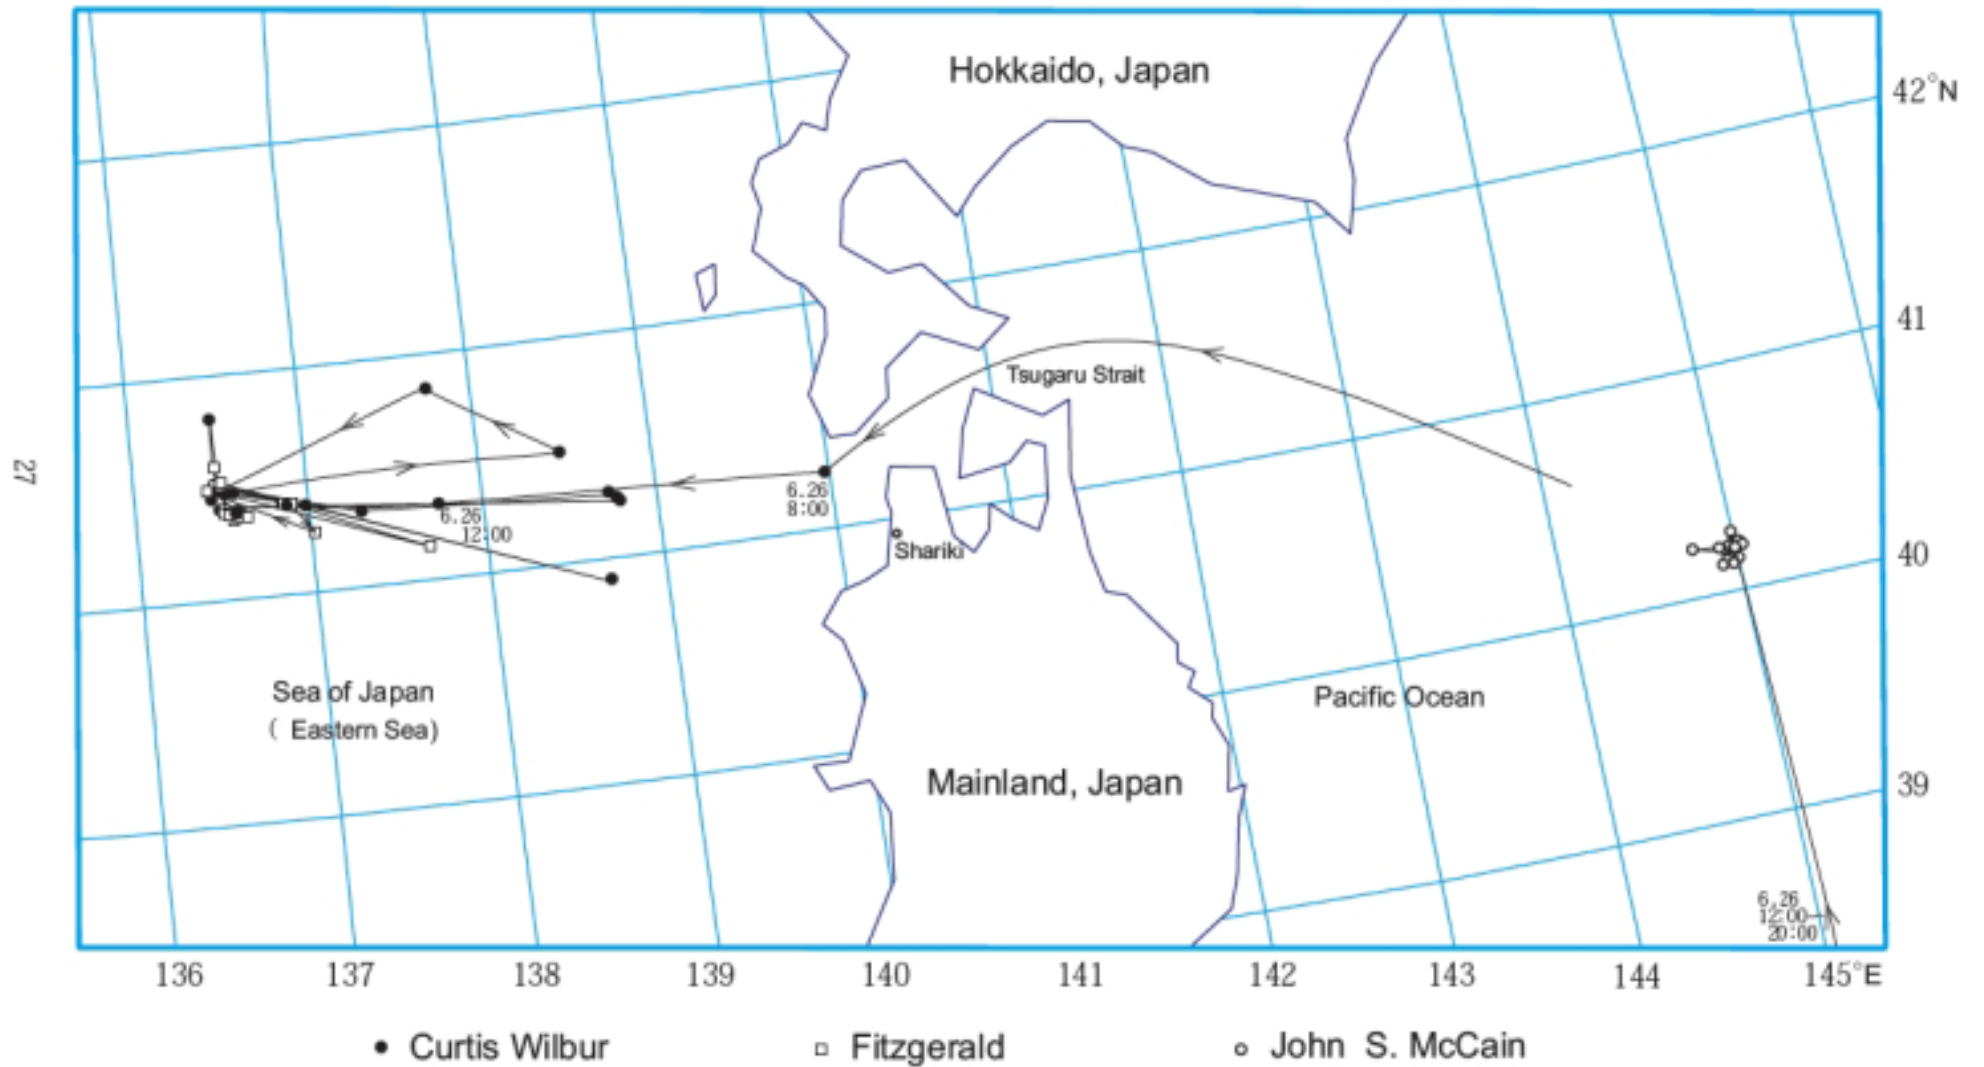 Hokkaido, Japan
42°N
41
Tsugaru Strait
27
6.26
8:00
6.26
12:00
Shariki
40
Sea of Japan
( Eastern Sea)
Pacific Ocean
Mainland, Japan
39
6.26
12:00
20:00
136 137 138 139 140 141 142 143 144 145°E
Curtis Wilbur Fitzgerald John S. McCain